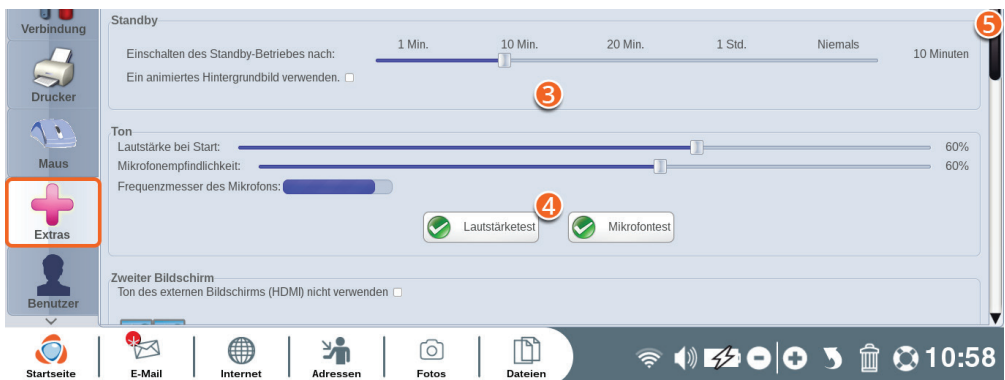 Verbindung
Drucker
Maus
Extras
Benutzer
Standby
1 Min. 10 Min. 20 Min. 1 Std. Niemals
Einschalten des Standby-Betriebes nach: 10 Minuten
Ein animiertes Hintergrundbild verwenden.
5
3
Ton
Lautstärke bei Start: 60%
Mikrofonempfindlichkeit: 60%
Frequenzmesser des Mikrofons:
4
Lautstärketest Mikrofontest
Zweiter Bildschirm
Ton des externen Bildschirms (HDMI) nicht verwenden
Startseite E-Mail Internet Adressen Fotos Dateien 10:58